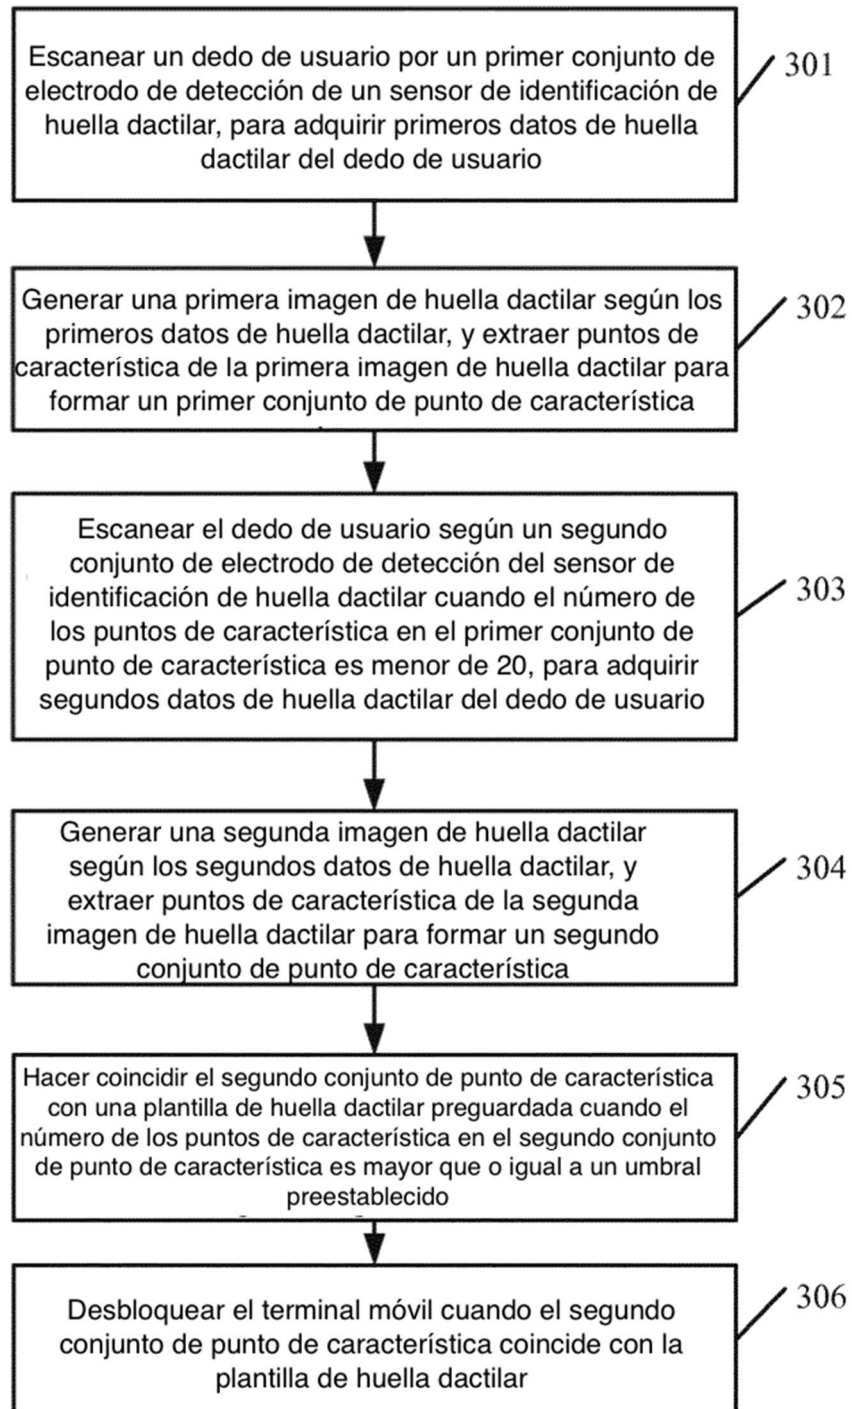 Escanear un dedo de usuario por un primer conjunto de
electrodo de detección de un sensor de identificación de
huella dactilar, para adquirir primeros datos de huella
dactilar del dedo de usuario
301
Generar una primera imagen de huella dactilar según los
primeros datos de huella dactilar, y extraer puntos de
característica de la primera imagen de huella dactilar para
formar un primer conjunto de punto de característica
302
Escanear el dedo de usuario según un segundo
conjunto de electrodo de detección del sensor de
identificación de huella dactilar cuando el número de
los puntos de característica en el primer conjunto de
punto de característica es menor de 20, para adquirir
segundos datos de huella dactilar del dedo de usuario
303
Generar una segunda imagen de huella dactilar
según los segundos datos de huella dactilar, y
extraer puntos de característica de la segunda
imagen de huella dactilar para formar un segundo
conjunto de punto de característica
304
Hacer coincidir el segundo conjunto de punto de característica
con una plantilla de huella dactilar preguardada cuando el
número de los puntos de característica en el segundo conjunto
de punto de característica es mayor que o igual a un umbral
preestablecido
305
Desbloquear el terminal móvil cuando el segundo
conjunto de punto de característica coincide con la
plantilla de huella dactilar
306